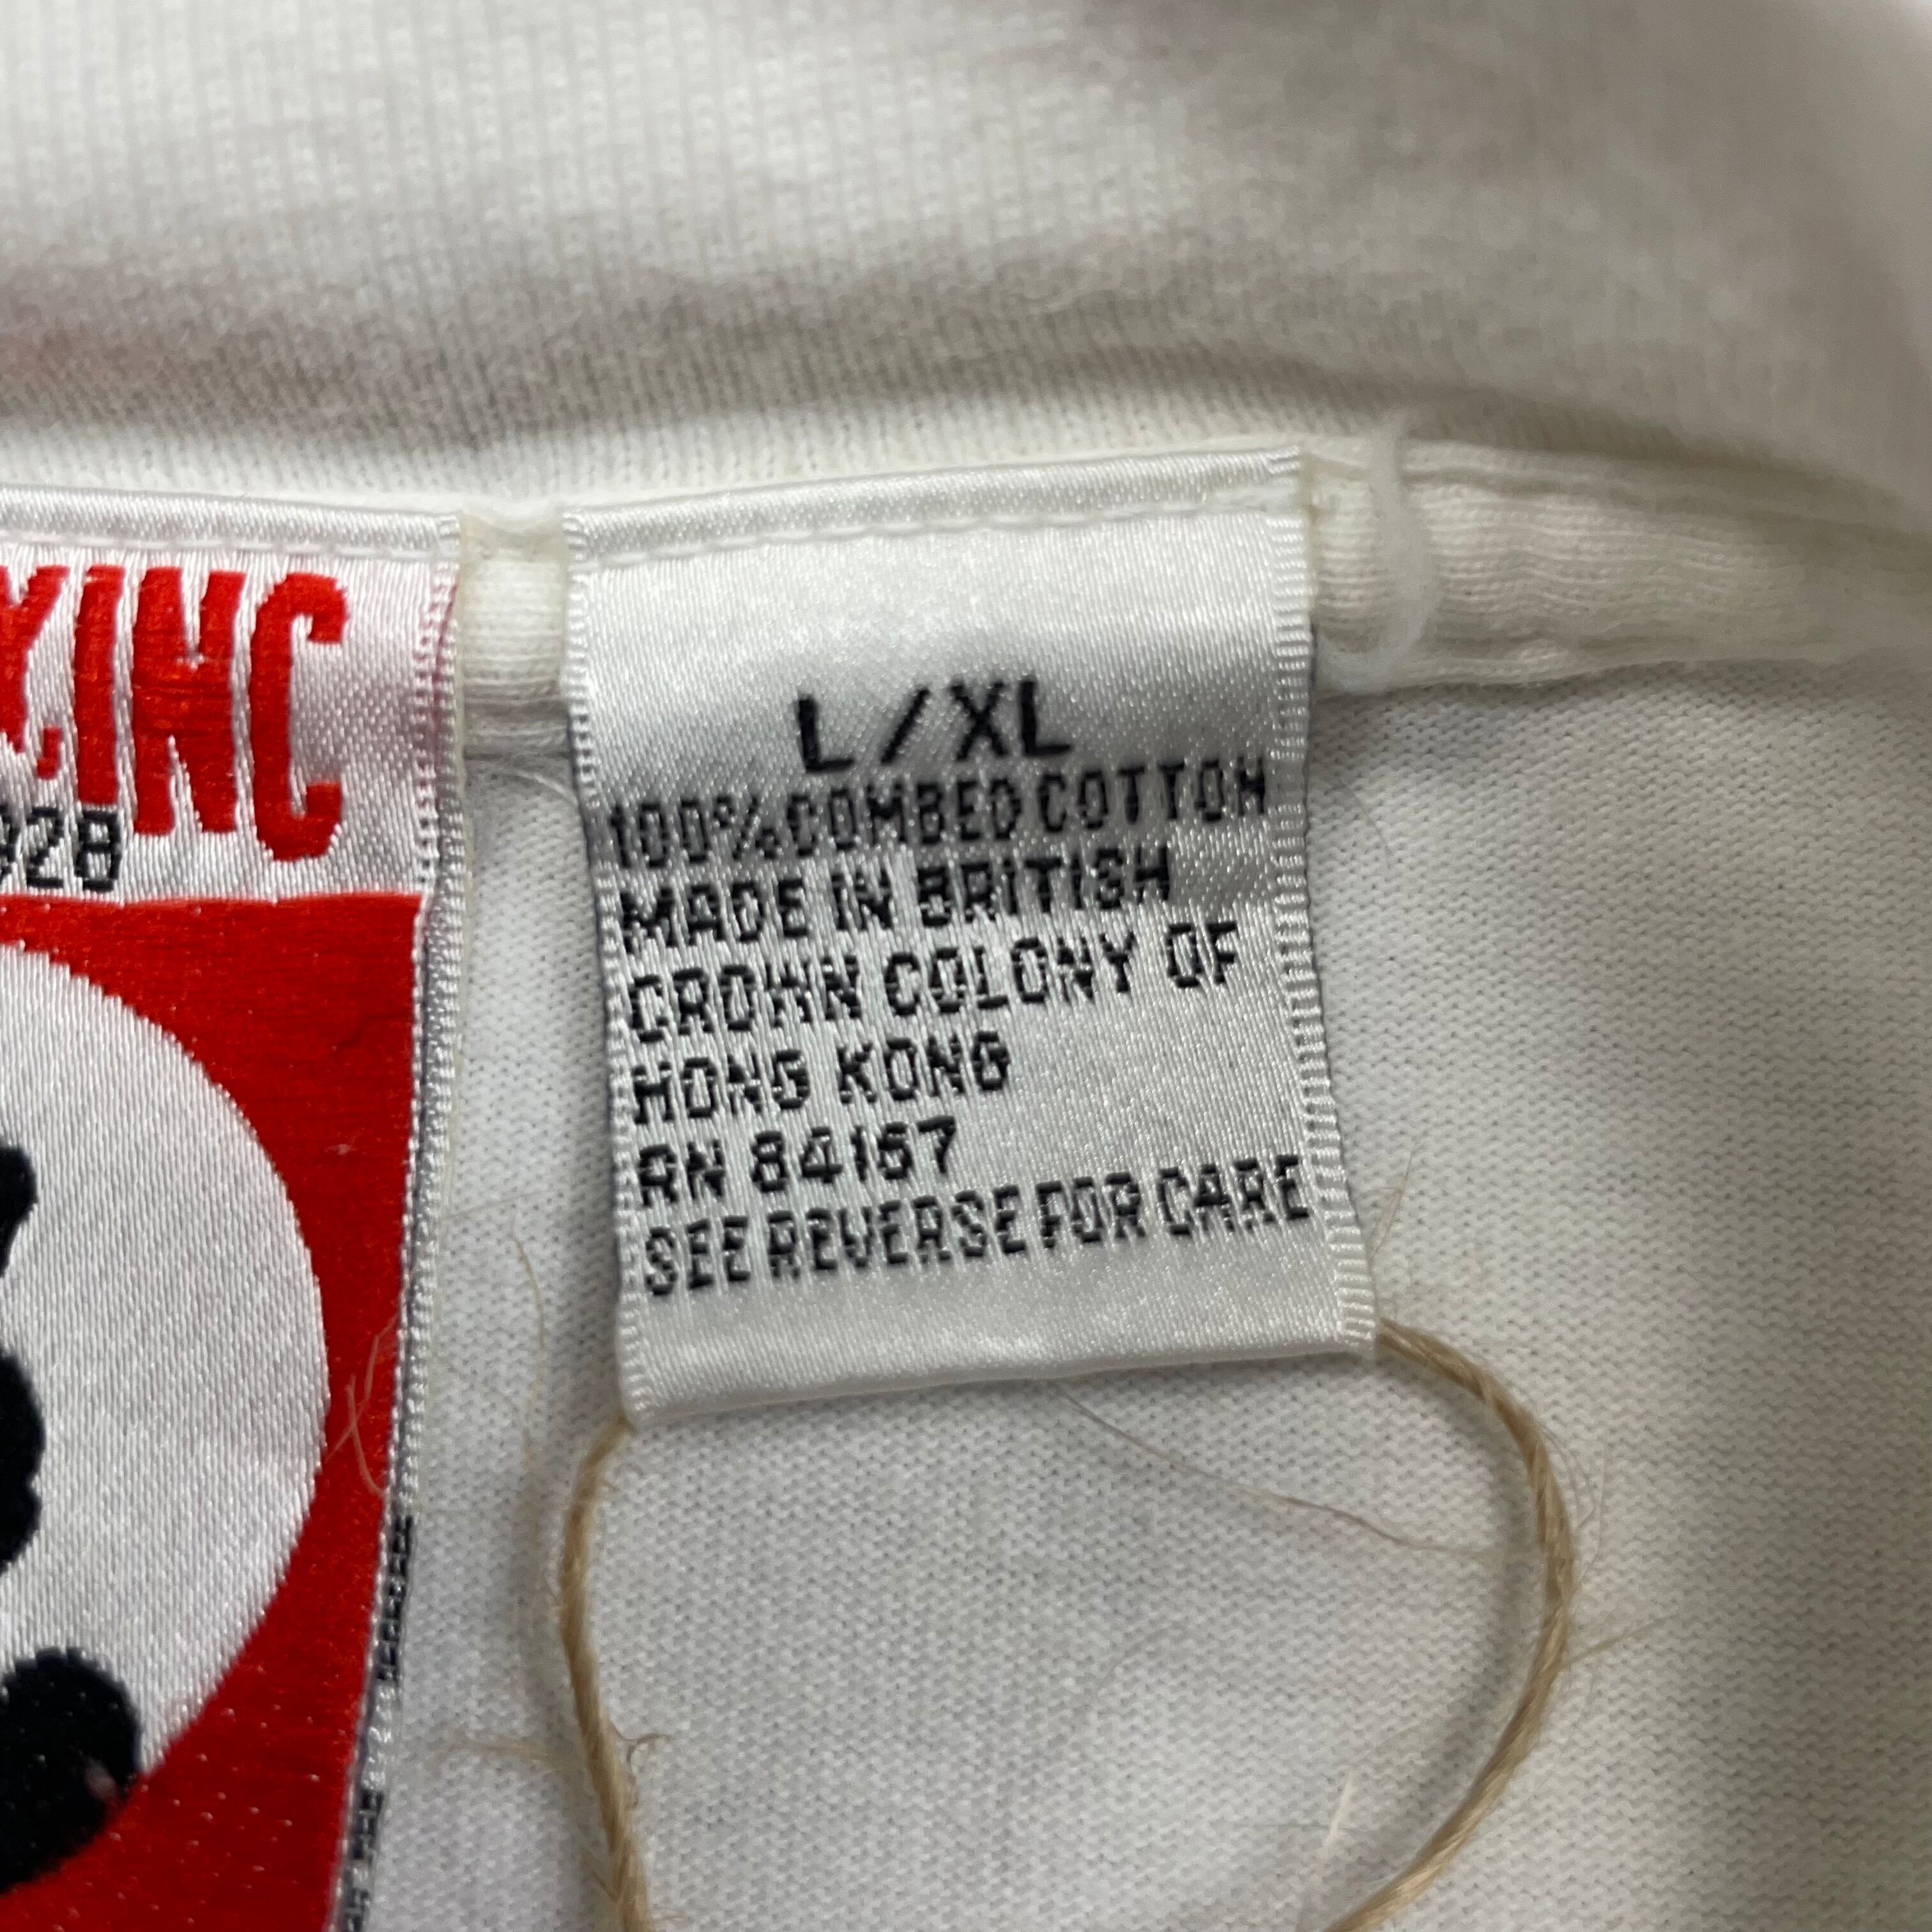 INC
928
L/XL
100% COMBED COTTON
MADE IN BRITISH
CROWN COLONY OF
HONG KONG
RN 84167
SEE REVERSE FOR CARE